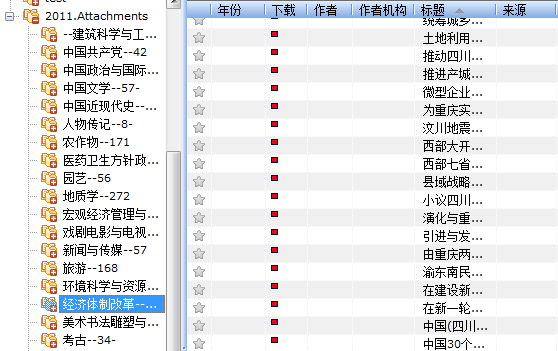 test
2011.Attachments
--建筑科学与工...
中国共产党--42
中国政治与国际...
中国文学--57-
中国近现代史--...
人物传记--8-
农作物--171
医药卫生方针政...
园艺--56
地质学--272
宏观经济管理与...
戏剧电影与电视...
新闻与传媒--57
旅游--168
环境科学与资源...
经济体制改革--...
美术书法雕塑与...
考古--34-
年份 下载 作者 作者机构 标题 来源
统筹城乡...
土地利用...
推动四川...
推进产城...
微型企业...
为重庆实...
汶川地震...
西部大开...
西部七省...
县域战略...
小议四川...
演化与重...
引进与发...
由重庆两...
渝东南民...
在建设新...
在新一轮...
中国(四川...
中国30个...